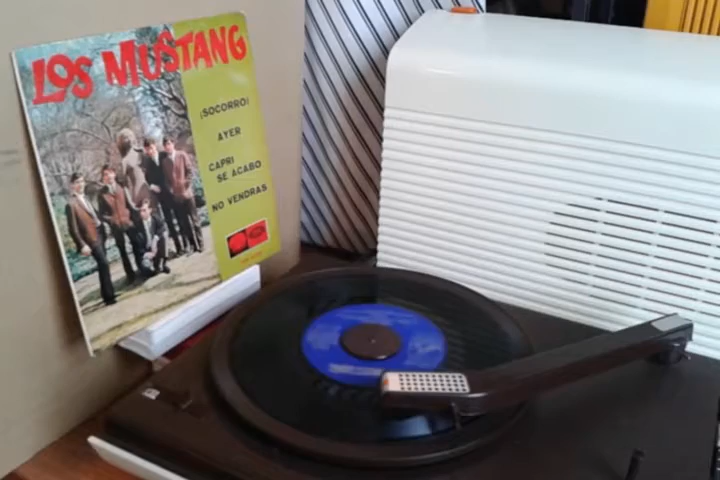 LOS MUSTANG
¡SOCORRO!
AYER
CAPRI
SE ACABO
NO VENDRAS